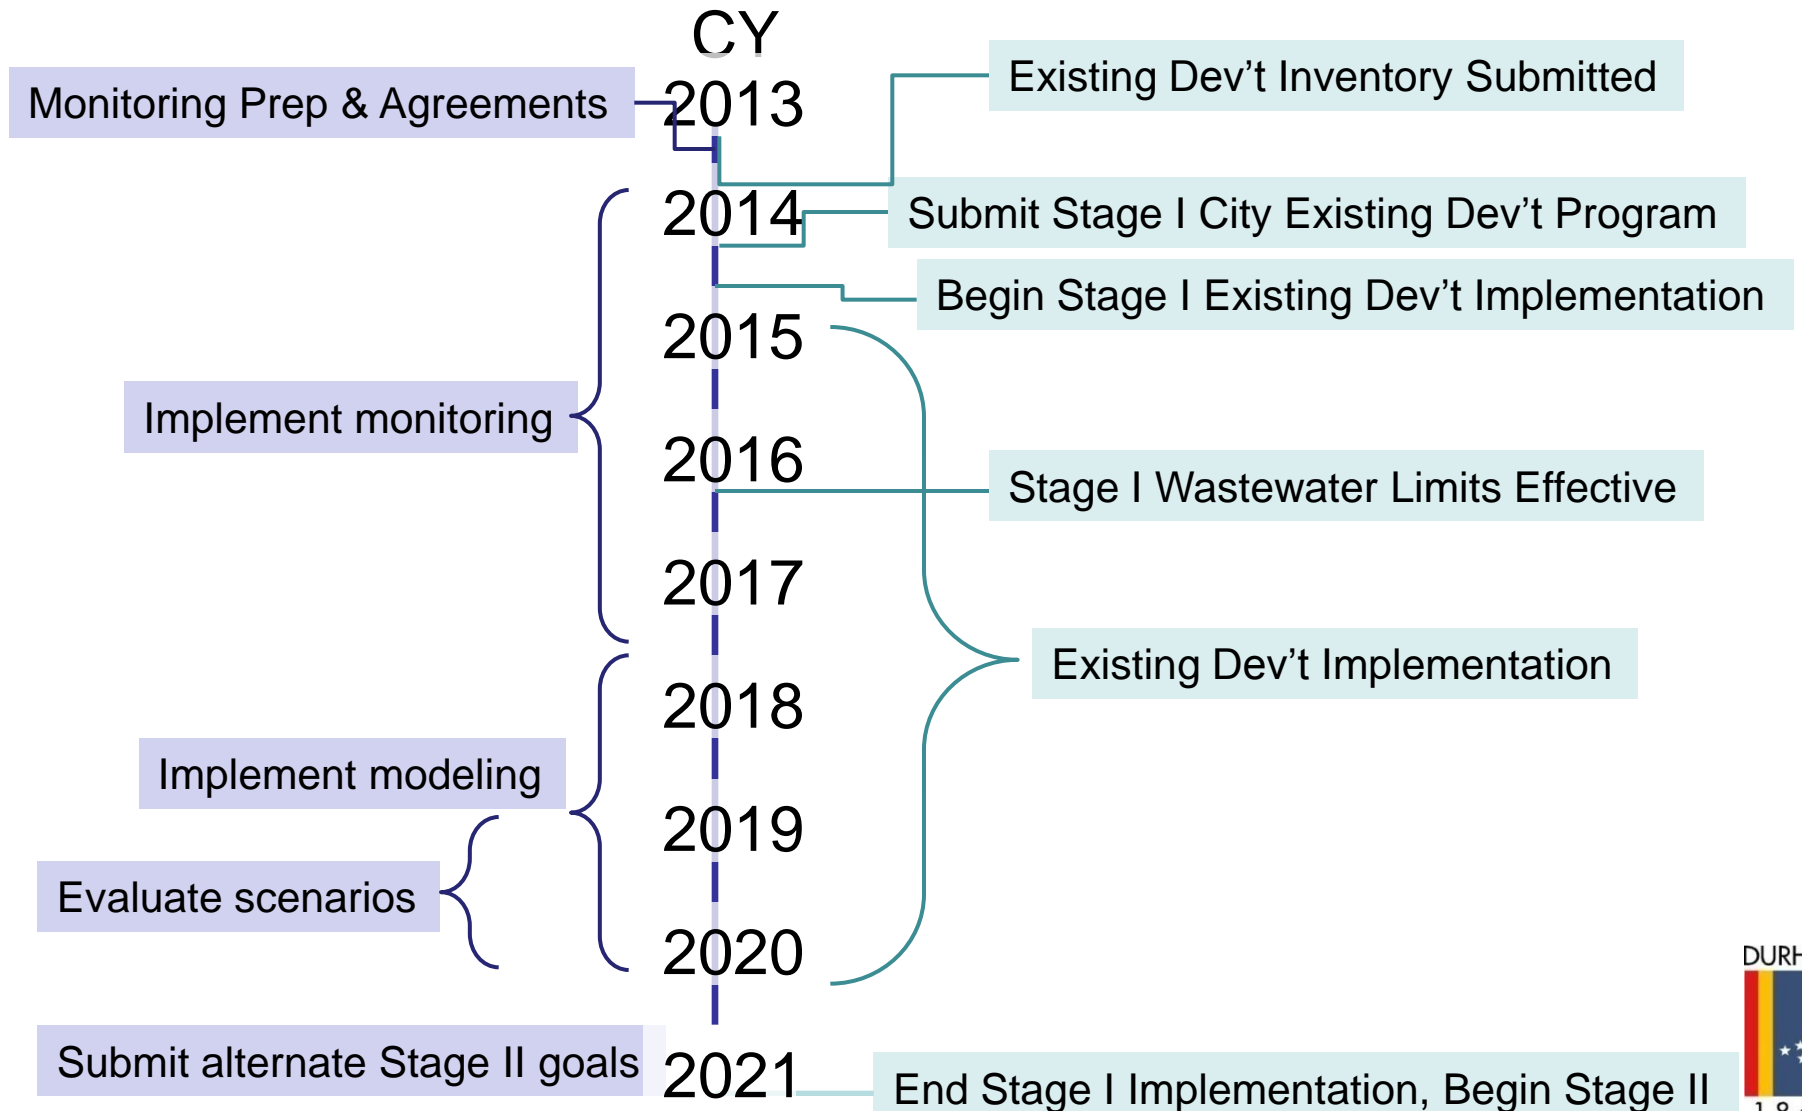 CY
Existing Dev’t Inventory Submitted
Monitoring Prep & Agreements
2013
2014
Submit Stage I City Existing Dev’t Program
Begin Stage I Existing Dev’t Implementation
2015
Implement monitoring
2016
Stage I Wastewater Limits Effective
2017
Existing Dev’t Implementation
2018
Implement modeling
2019
Evaluate scenarios
2020
DURH
Submit alternate Stage II goals
2021
End Stage I Implementation, Begin Stage II